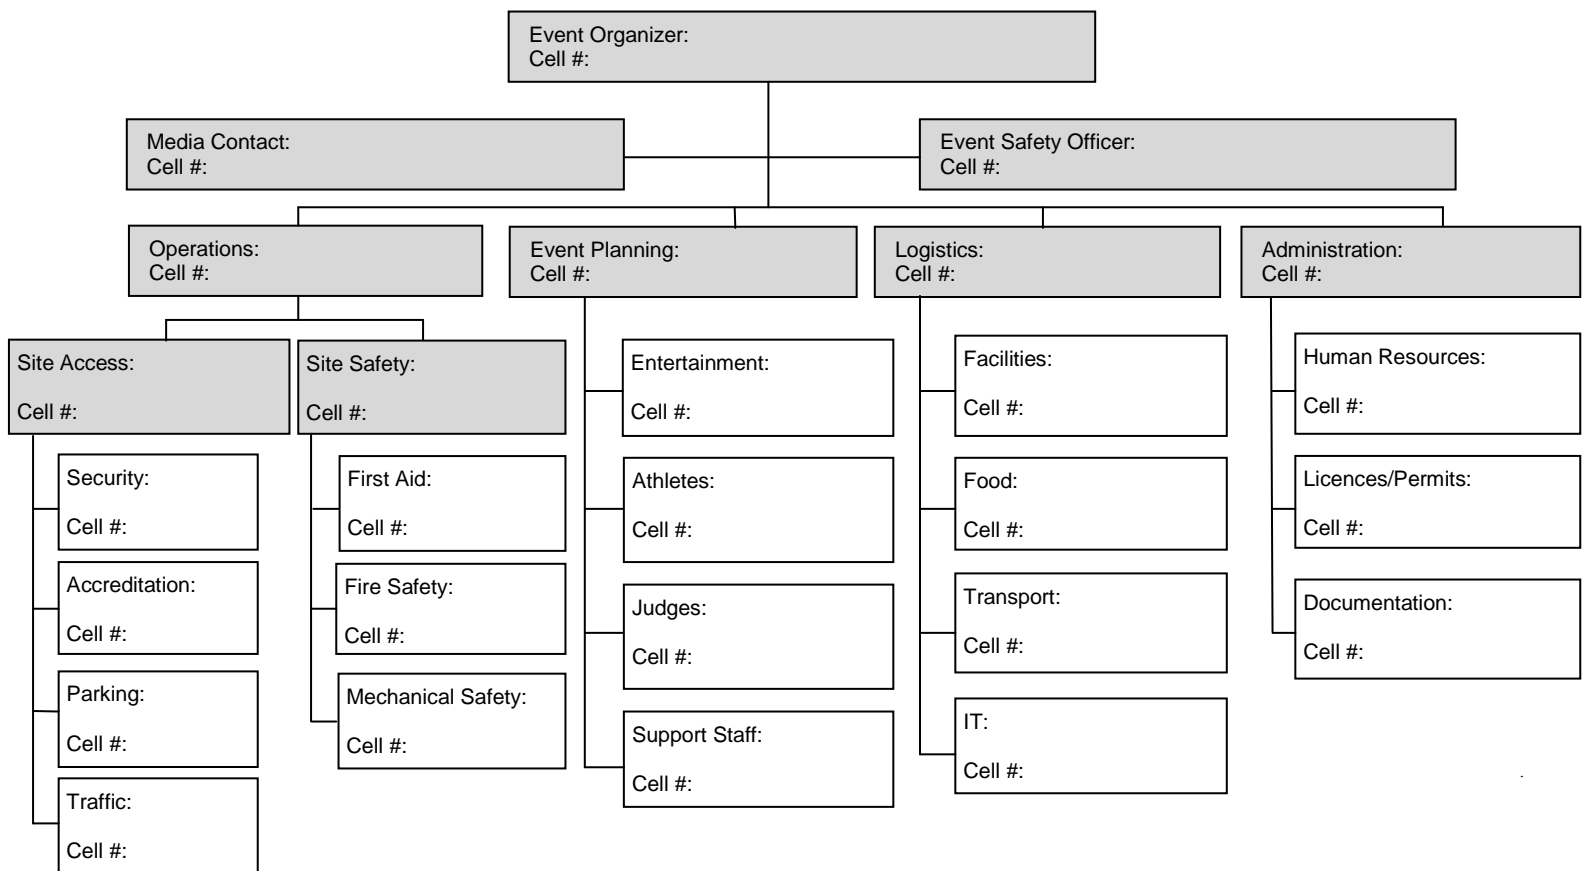 Event Organizer:
Cell #:
Media Contact:
Cell #:
Event Safety Officer:
Cell #:
Operations:
Cell #:
Event Planning:
Cell #:
Logistics:
Cell #:
Administration:
Cell #:
Site Access:
Cell #:
Site Safety:
Cell #:
Security:
Cell #:
Accreditation:
Cell #:
Parking:
Cell #:
Traffic:
Cell #:
First Aid:
Cell #:
Fire Safety:
Cell #:
Mechanical Safety:
Cell #:
Entertainment:
Cell #:
Athletes:
Cell #:
Judges:
Cell #:
Support Staff:
Cell #:
Facilities:
Cell #:
Food:
Cell #:
Transport:
Cell #:
IT:
Cell #:
Human Resources:
Cell #:
Licences/Permits:
Cell #:
Documentation:
Cell #: